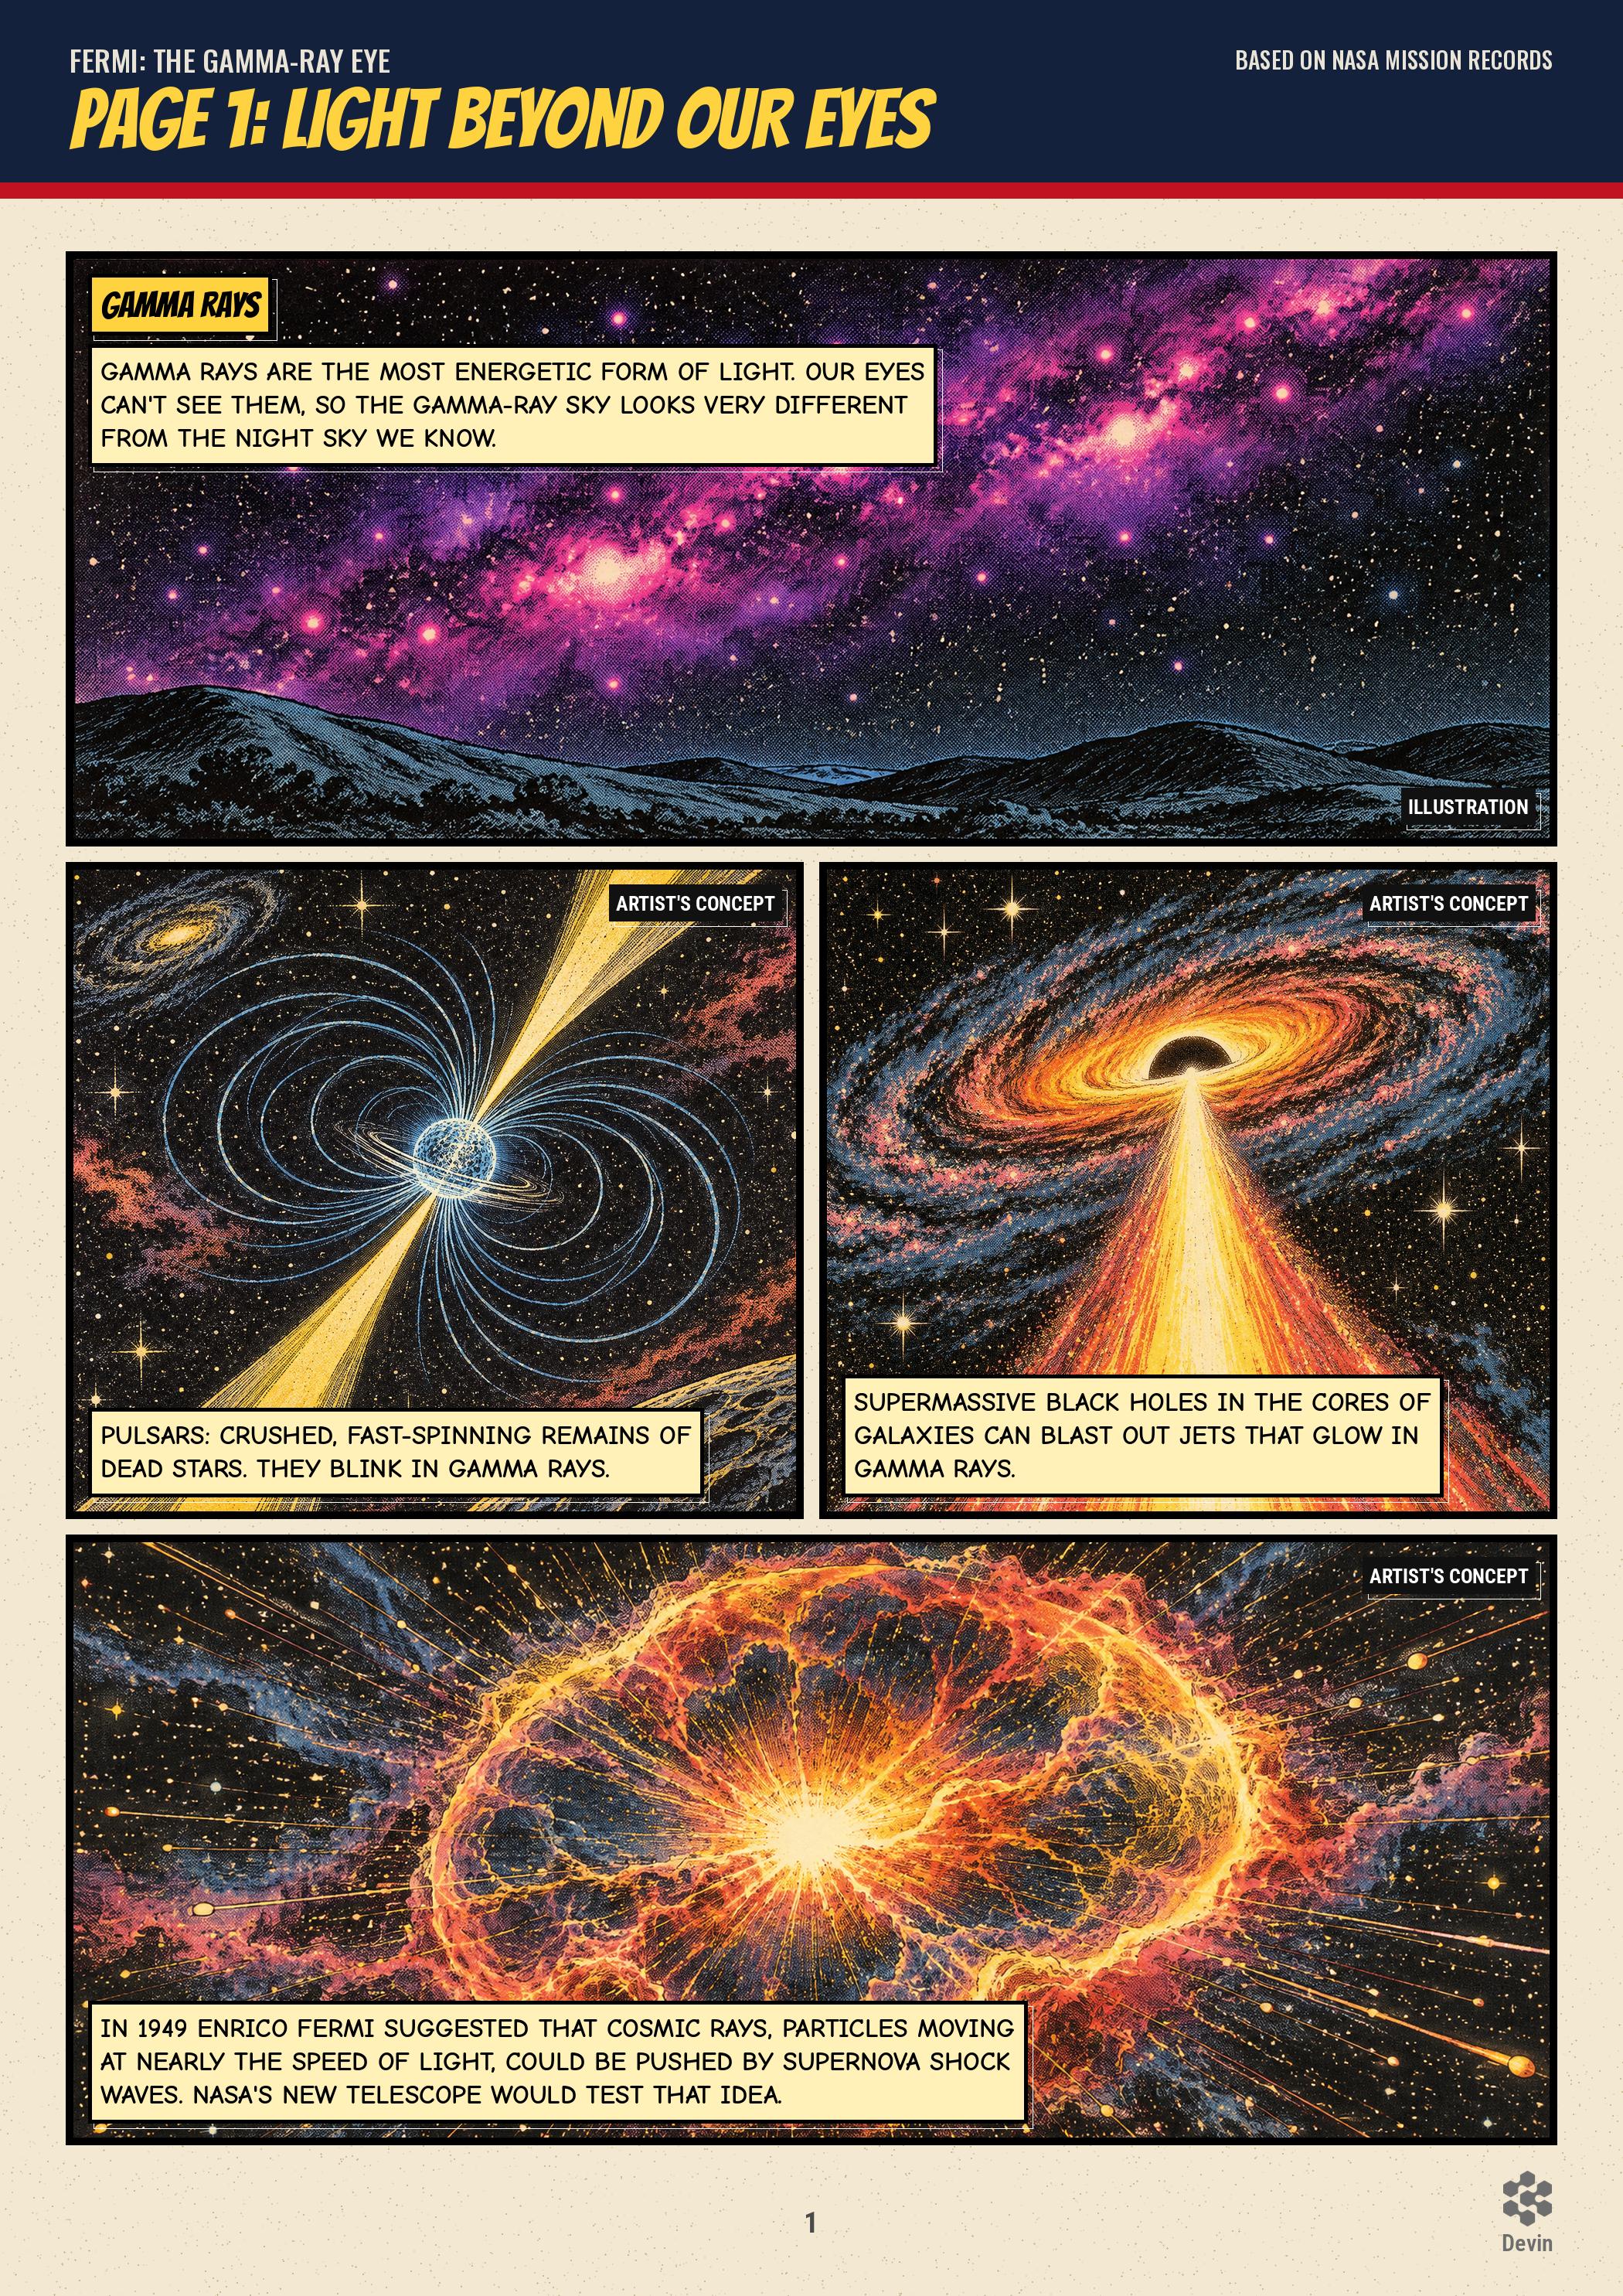 FERMI: THE GAMMA-RAY EYE
BASED ON NASA MISSION RECORDS
PAGE 1: LIGHT BEYOND OUR EYES
GAMMA RAYS
GAMMA RAYS ARE THE MOST ENERGETIC FORM OF LIGHT. OUR EYES
CAN'T SEE THEM, SO THE GAMMA-RAY SKY LOOKS VERY DIFFERENT
FROM THE NIGHT SKY WE KNOW.
ILLUSTRATION
ARTIST'S CONCEPT
PULSARS: CRUSHED, FAST-SPINNING REMAINS OF
DEAD STARS. THEY BLINK IN GAMMA RAYS.
ARTIST'S CONCEPT
SUPERMASSIVE BLACK HOLES IN THE CORES OF
GALAXIES CAN BLAST OUT JETS THAT GLOW IN
GAMMA RAYS.
ARTIST'S CONCEPT
IN 1949 ENRICO FERMI SUGGESTED THAT COSMIC RAYS, PARTICLES MOVING
AT NEARLY THE SPEED OF LIGHT, COULD BE PUSHED BY SUPERNOVA SHOCK
WAVES. NASA'S NEW TELESCOPE WOULD TEST THAT IDEA.
1
Devin